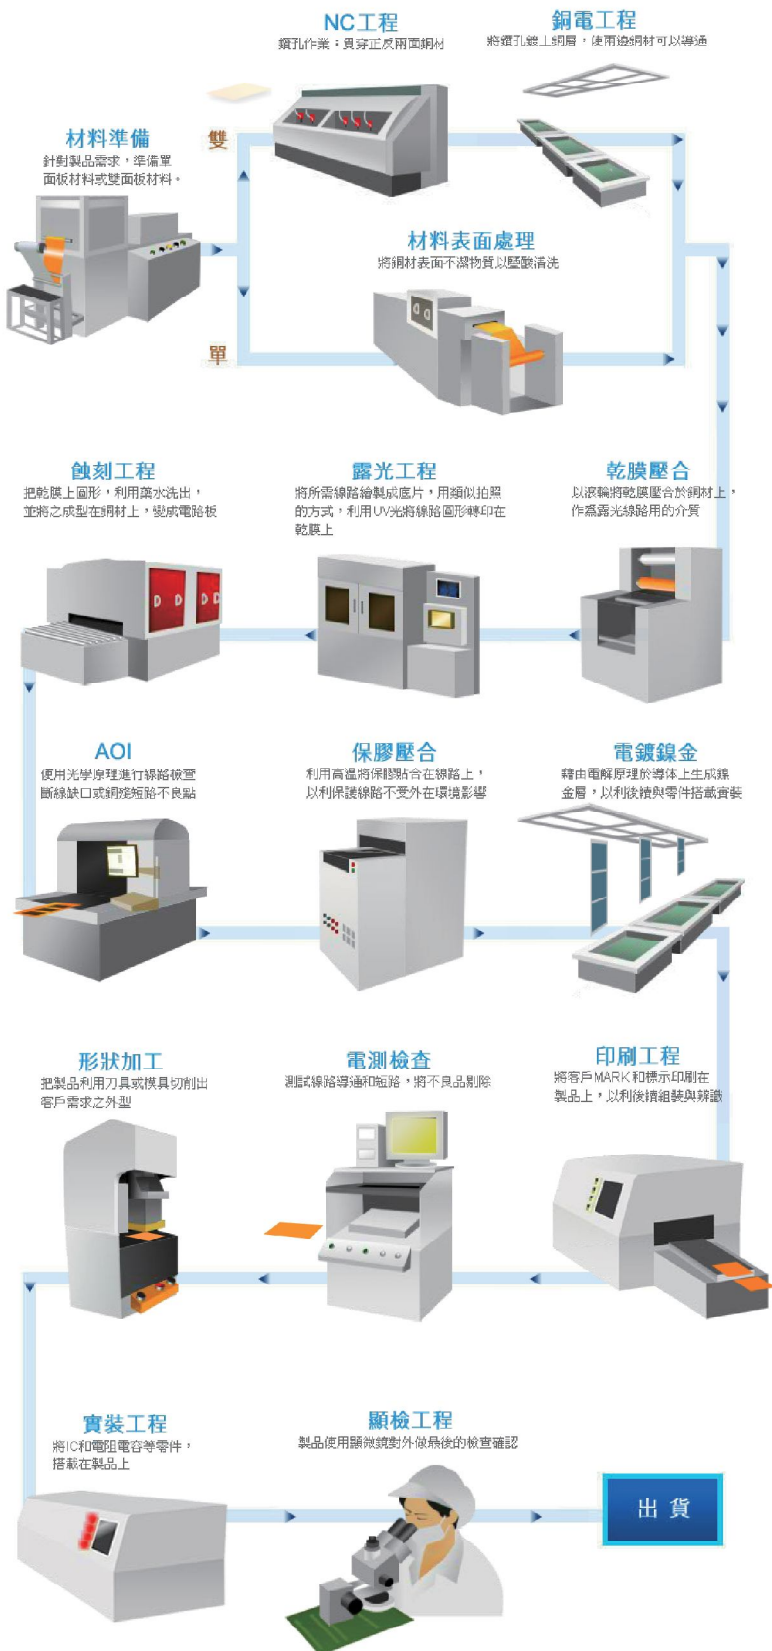 NC工程
鑽孔作業：貫穿正反兩面銅材
銅電工程
將鑽孔鍍上銅層，使兩邊銅材可以導通
材料準備
針對製品需求，準備單
面板材料或雙面板材料。
雙
材料表面處理
將銅材表面不潔物質以鹽酸清洗
單
蝕刻工程
把乾膜上圖形，利用藥水洗出，
並將之成型在銅材上，變成電路板
露光工程
將所需線路繪製成底片，用類似拍照
的方式，利用UV光將線路圖形轉印在
乾膜上
乾膜壓合
以滾輪將乾膜壓合於銅材上，
作為露光線路用的介質
AOI
使用光學原理進行線路檢查
斷線缺口或銅殘短路不良點
保膠壓合
利用高溫將保膠貼合在線路上，
以利保護線路不受外在環境影響
電鍍鎳金
藉由電解原理於導体上生成鎳
金層，以利後續與零件搭載實裝
形狀加工
把製品利用刀具或模具切削出
客戶需求之外型
電測檢查
測試線路導通和短路，將不良品剔除
印刷工程
將客戶MARK和標示印刷在
製品上，以利後續組裝與辨識
實裝工程
將IC和電阻電容等零件，
搭載在製品上
顯檢工程
製品使用顯微鏡對外做最後的檢查確認
出貨